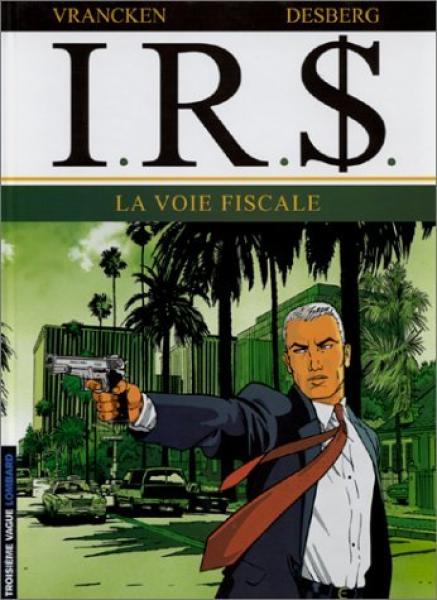 VRANCKEN DESBERG
I.R.$.
LA VOIE FISCALE
TROISIÈME VAGUE LOMBARD